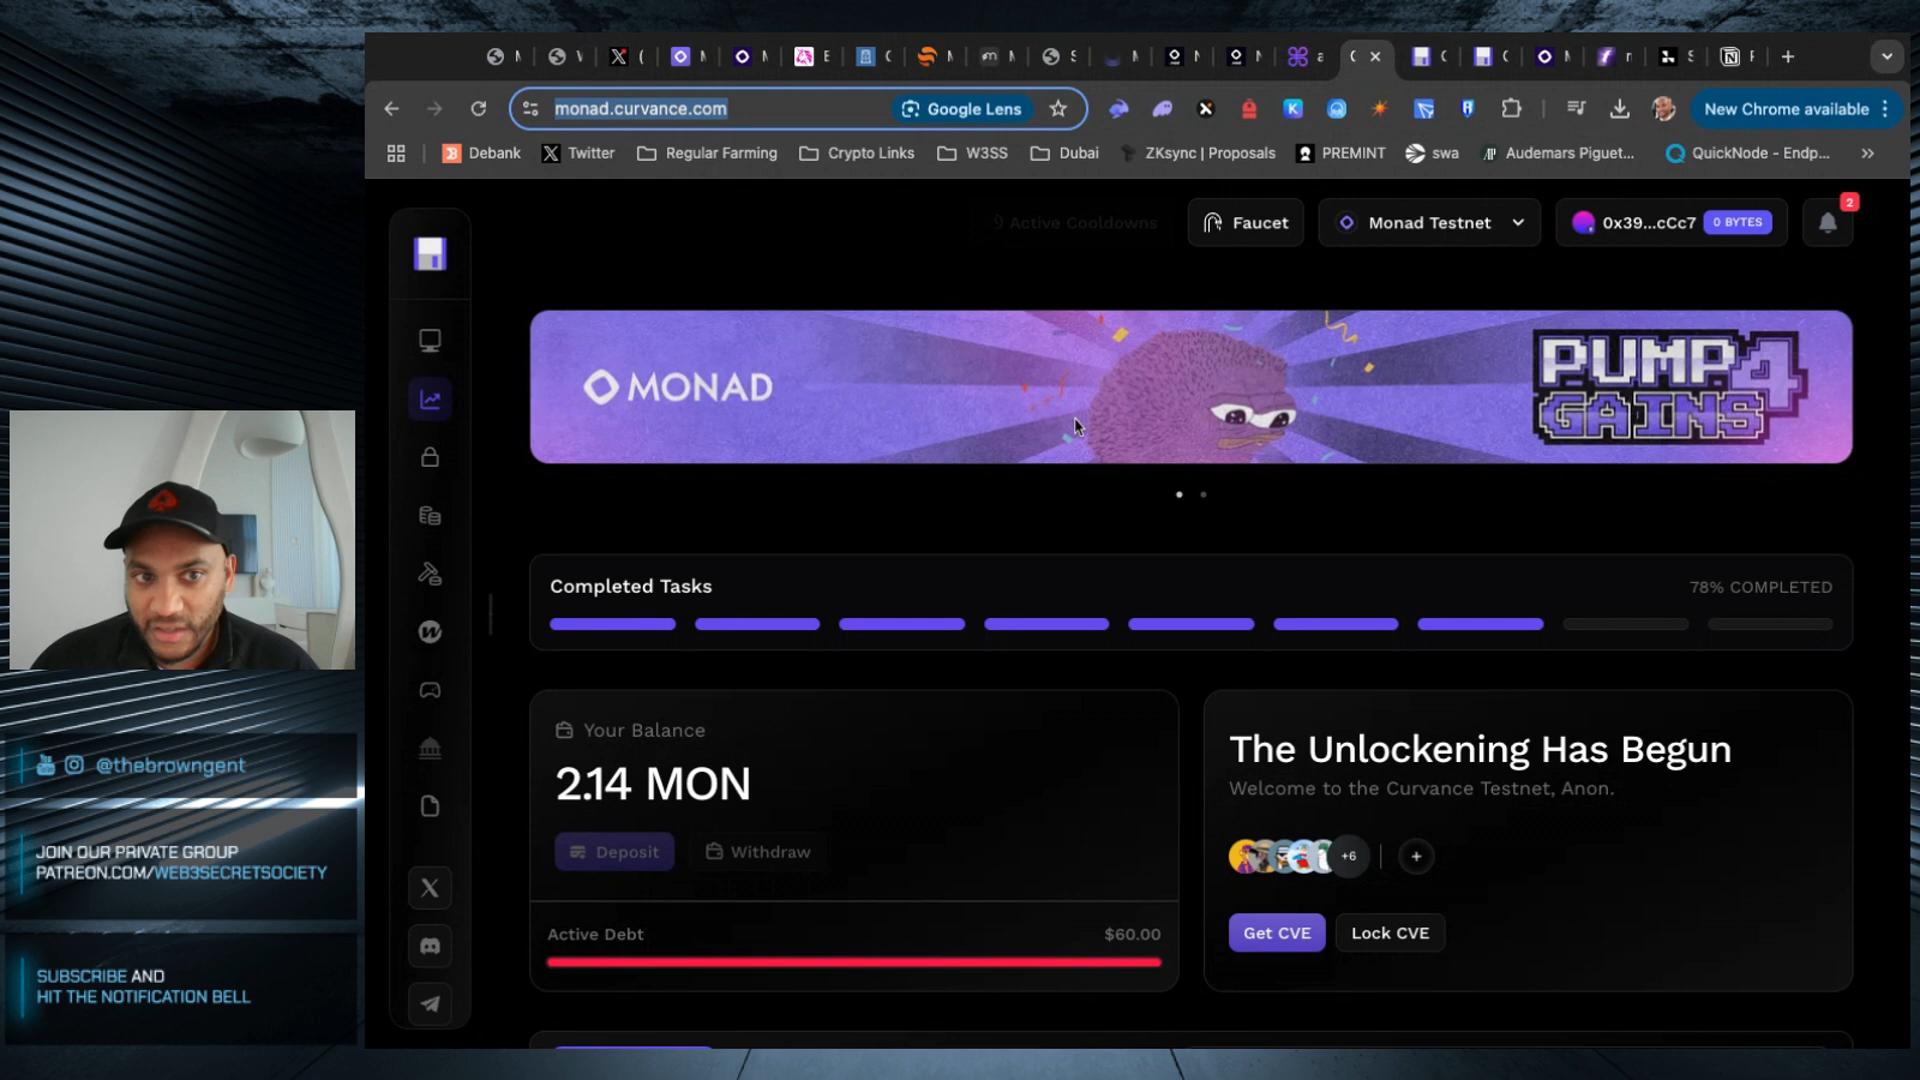 monad.curvance.com
Google Lens
New Chrome available
Debank
Twitter
Regular Farming
Crypto Links
W3SS
Dubai
ZKsync | Proposals
PREMINT
swa
Audemars Piguet...
QuickNode - Endp...
Active Cooldowns
Faucet
Monad Testnet
0x39...cCc7
0 BYTES
2
MONAD
PUMP
4
GAINS
Completed Tasks
78% COMPLETED
Your Balance
2.14 MON
Deposit
Withdraw
Active Debt
$60.00
The Unlockening Has Begun
Welcome to the Curvance Testnet, Anon.
+6
Get CVE
Lock CVE
@thebrowngent
JOIN OUR PRIVATE GROUP
PATREON.COM/WEB3SECRETSOCIETY
SUBSCRIBE AND
HIT THE NOTIFICATION BELL